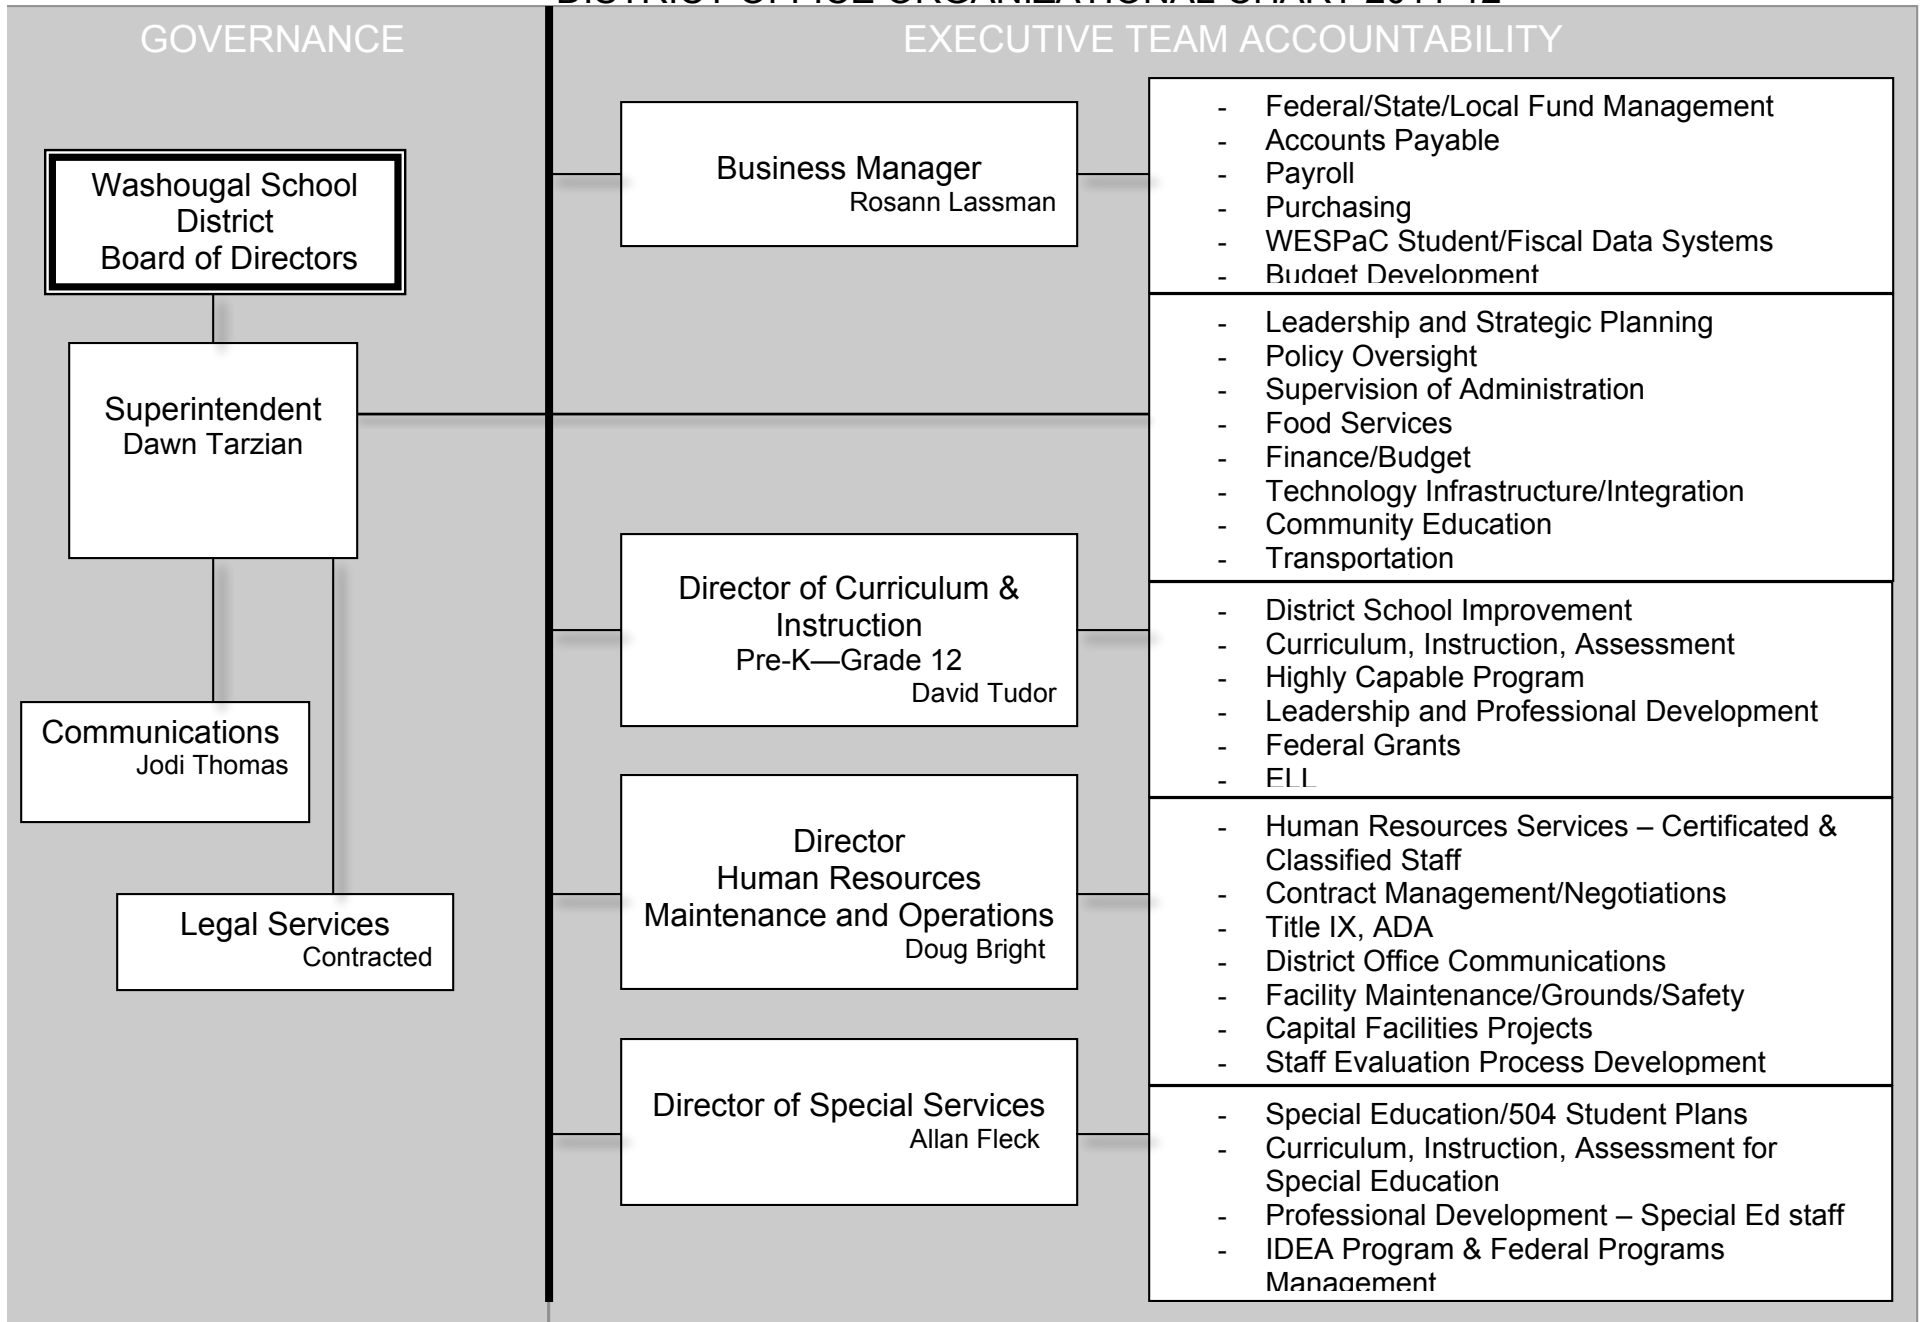 DISTRICT OFFICE ORGANIZATIONAL CHART 2011-12
GOVERNANCE
EXECUTIVE TEAM ACCOUNTABILITY
Washougal School
District
Board of Directors
Superintendent
Dawn Tarzian
Communications
Jodi Thomas
Legal Services
Contracted
Business Manager
Rosann Lassman
- Federal/State/Local Fund Management
- Accounts Payable
- Payroll
- Purchasing
- WESPaC Student/Fiscal Data Systems
- Budget Development
- Leadership and Strategic Planning
- Policy Oversight
- Supervision of Administration
- Food Services
- Finance/Budget
- Technology Infrastructure/Integration
- Community Education
- Transportation
Director of Curriculum &
Instruction
Pre-K—Grade 12
David Tudor
- District School Improvement
- Curriculum, Instruction, Assessment
- Highly Capable Program
- Leadership and Professional Development
- Federal Grants
- ELL
Director
Human Resources
Maintenance and Operations
Doug Bright
- Human Resources Services – Certificated &
Classified Staff
- Contract Management/Negotiations
- Title IX, ADA
- District Office Communications
- Facility Maintenance/Grounds/Safety
- Capital Facilities Projects
- Staff Evaluation Process Development
Director of Special Services
Allan Fleck
- Special Education/504 Student Plans
- Curriculum, Instruction, Assessment for
Special Education
- Professional Development – Special Ed staff
- IDEA Program & Federal Programs
Management